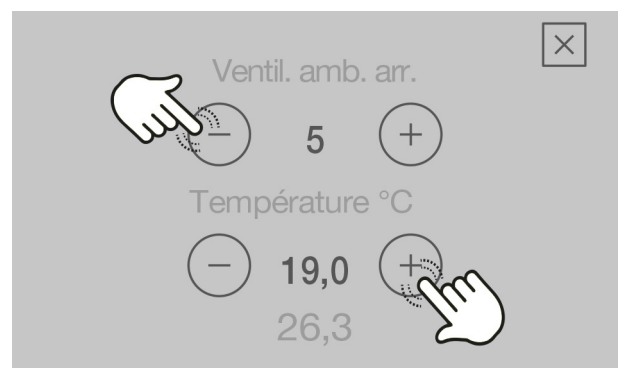 Ventil. amb. arr.
− 5 +
Température °C
− 19,0 +
26,3